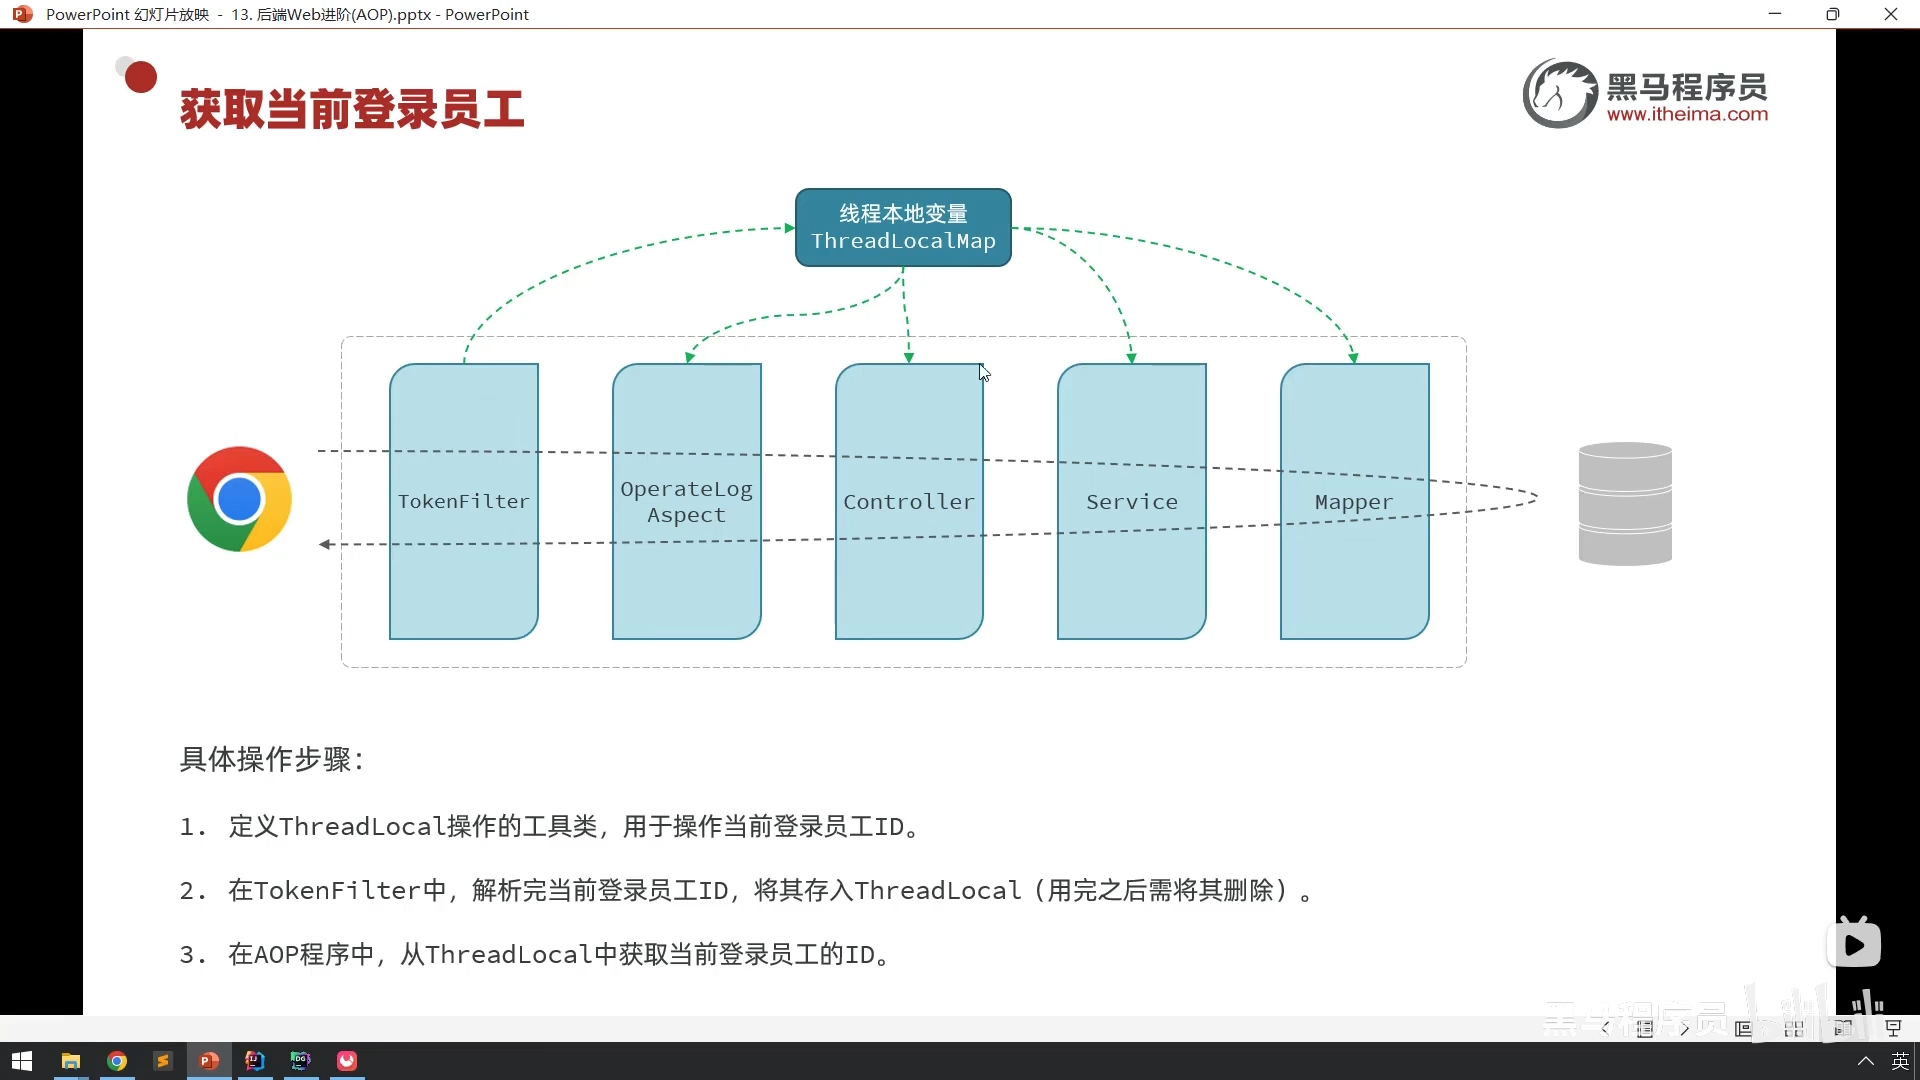 PowerPoint 幻灯片放映 - 13. 后端Web进阶(AOP).pptx - PowerPoint
获取当前登录员工
黑马程序员
www.itheima.com
线程本地变量
ThreadLocalMap
TokenFilter
OperateLog
Aspect
Controller
Service
Mapper
具体操作步骤：
1. 定义ThreadLocal操作的工具类，用于操作当前登录员工ID。
2. 在TokenFilter中，解析完当前登录员工ID，将其存入ThreadLocal（用完之后需将其删除）。
3. 在AOP程序中，从ThreadLocal中获取当前登录员工的ID。
黑马程序员
英